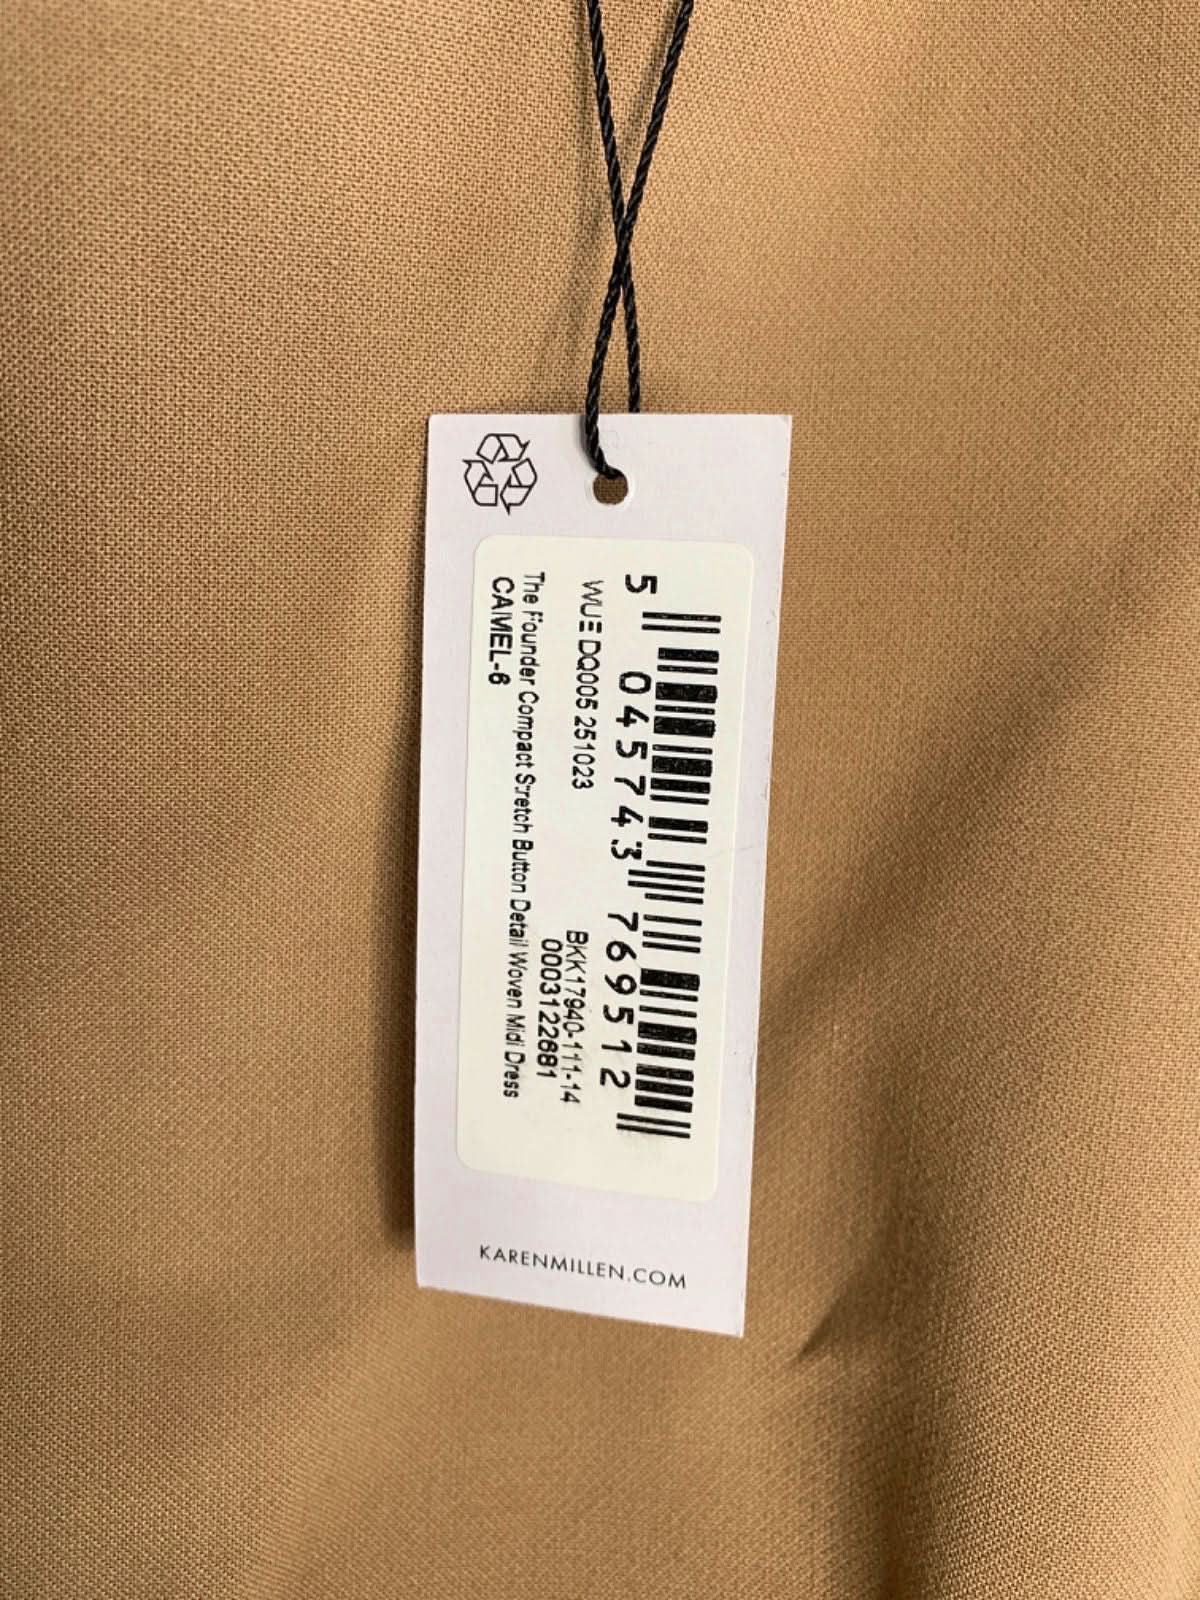 5 045743 769512
WUE DQ005 251023
BKK17940-111-14
0003122681
The Founder Compact Stretch Button Detail Woven Midi Dress
CAMEL-6
KARENMILLEN.COM